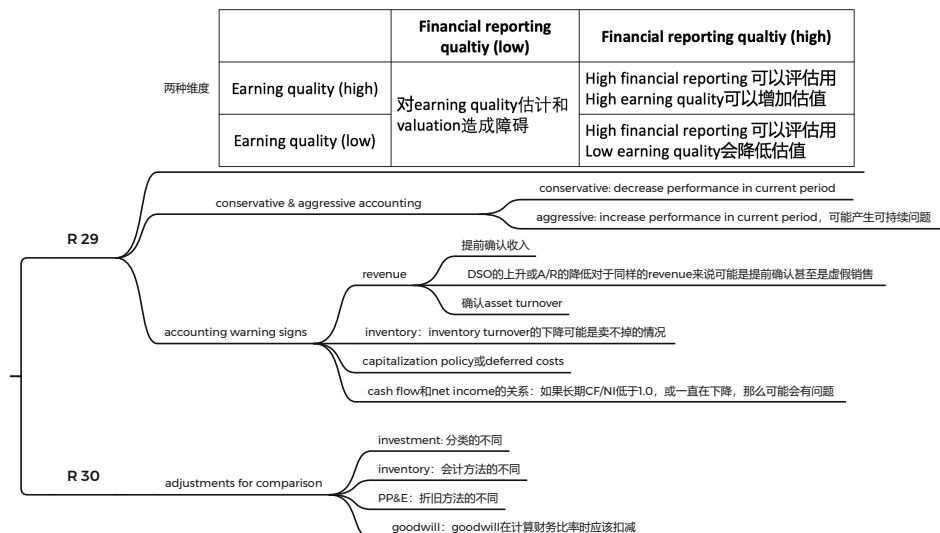 Financial reporting
qualtiy (low)
Financial reporting qualtiy (high)
两种维度
Earning quality (high)
对earning quality估计和
valuation造成障碍
High financial reporting 可以评估用
High earning quality可以增加估值
Earning quality (low)
High financial reporting 可以评估用
Low earning quality会降低估值
R 29
conservative & aggressive accounting
conservative: decrease performance in current period
aggressive: increase performance in current period，可能产生可持续问题
accounting warning signs
revenue
提前确认收入
DSO的上升或A/R的降低对于同样的revenue来说可能是提前确认甚至是虚假销售
确认asset turnover
inventory：inventory turnover的下降可能是卖不掉的情况
capitalization policy或deferred costs
cash flow和net income的关系：如果长期CF/NI低于1.0，或一直在下降，那么可能会有问题
R 30
adjustments for comparison
investment: 分类的不同
inventory：会计方法的不同
PP&E：折旧方法的不同
goodwill：goodwill在计算财务比率时应该扣减